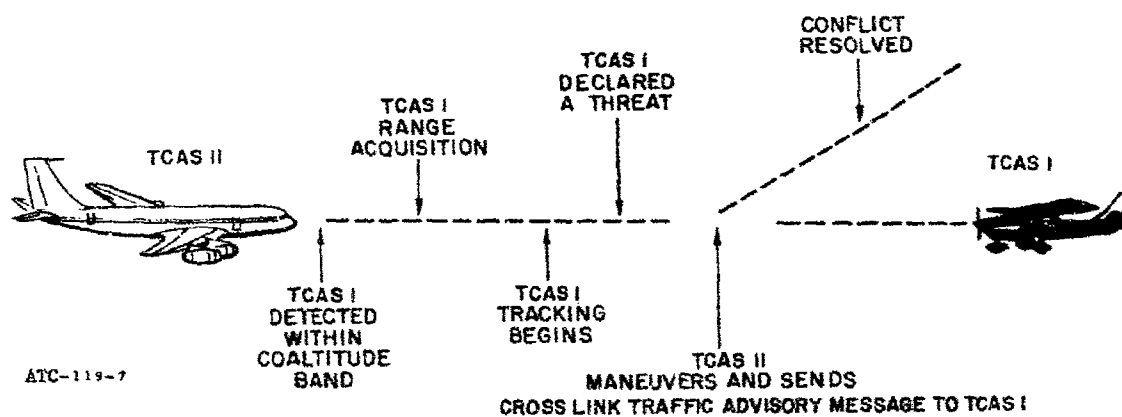 TCAS II
TCAS I
RANGE
ACQUISITION
TCAS I
DECLARED
A THREAT
CONFLICT
RESOLVED
TCAS I
TCAS I
DETECTED
WITHIN
COALTITUDE
BAND
TCAS I
TRACKING
BEGINS
TCAS II
MANEUVERS AND SENDS
CROSS LINK TRAFFIC ADVISORY MESSAGE TO TCAS I
ATC-119-7